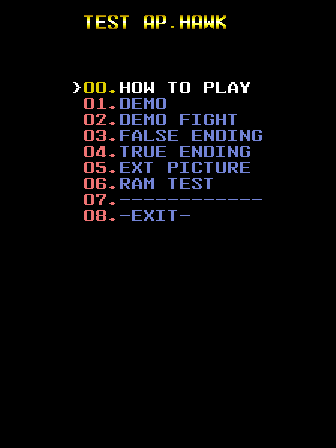 TEST AP.HAWK
>00.HOW TO PLAY
01.DEMO
02.DEMO FIGHT
03.FALSE ENDING
04.TRUE ENDING
05.EXT PICTURE
06.RAM TEST
07.------------
08.-EXIT-